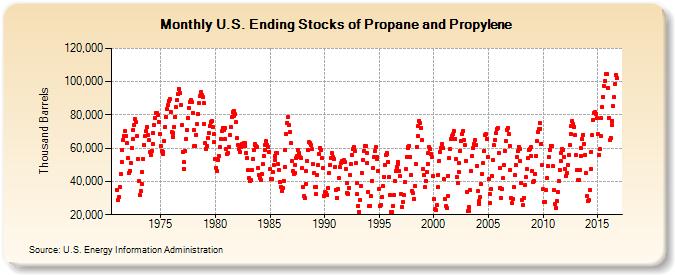 Monthly U.S. Ending Stocks of Propane and Propylene
Thousand Barrels
120,000
100,000
80,000
60,000
40,000
20,000
1975 1980 1985 1990 1995 2000 2005 2010 2015
Source: U.S. Energy Information Administration